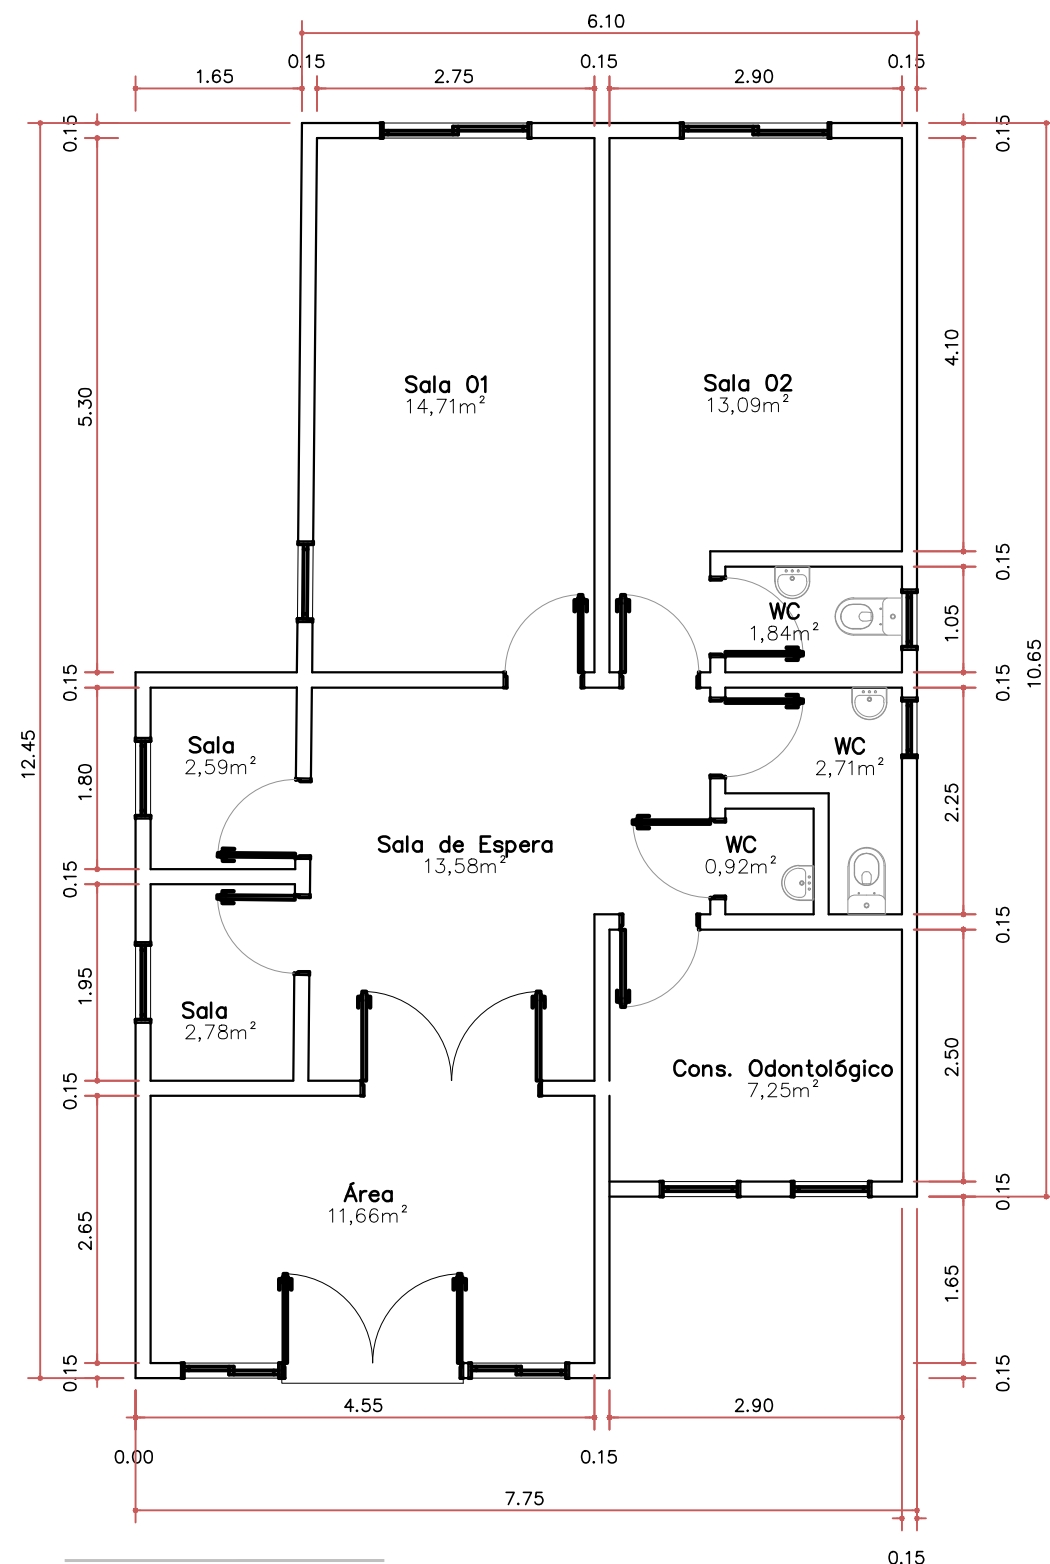 6.10
0.15
0.15
0.15
1.65
2.75
2.90
0.15
0.15
12.45
5.30
4.10
10.65
Sala 01
14,71m²
Sala 02
13,09m²
0.15
WC
1,84m²
1.05
0.15
0.15
Sala
2,59m²
WC
2,71m²
1.80
2.25
Sala de Espera
13,58m²
WC
0,92m²
0.15
0.15
1.95
Sala
2,78m²
2.50
Cons. Odontológico
7,25m²
0.15
Área
11,66m²
0.15
2.65
1.65
0.15
0.15
4.55
2.90
0.00
0.15
7.75
0.15